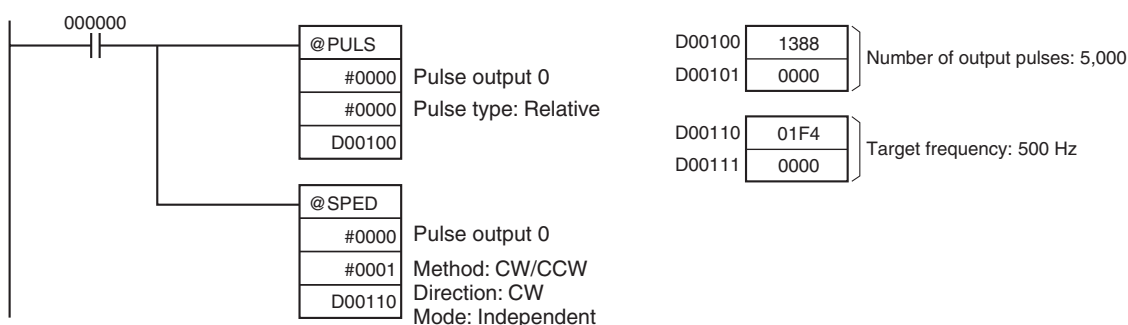 000000
@PULS
#0000 Pulse output 0
#0000 Pulse type: Relative
D00100
@SPED
#0000 Pulse output 0
#0001 Method: CW/CCW
Direction: CW
D00110
Mode: Independent
D00100 1388
D00101 0000
Number of output pulses: 5,000
D00110 01F4
D00111 0000
Target frequency: 500 Hz